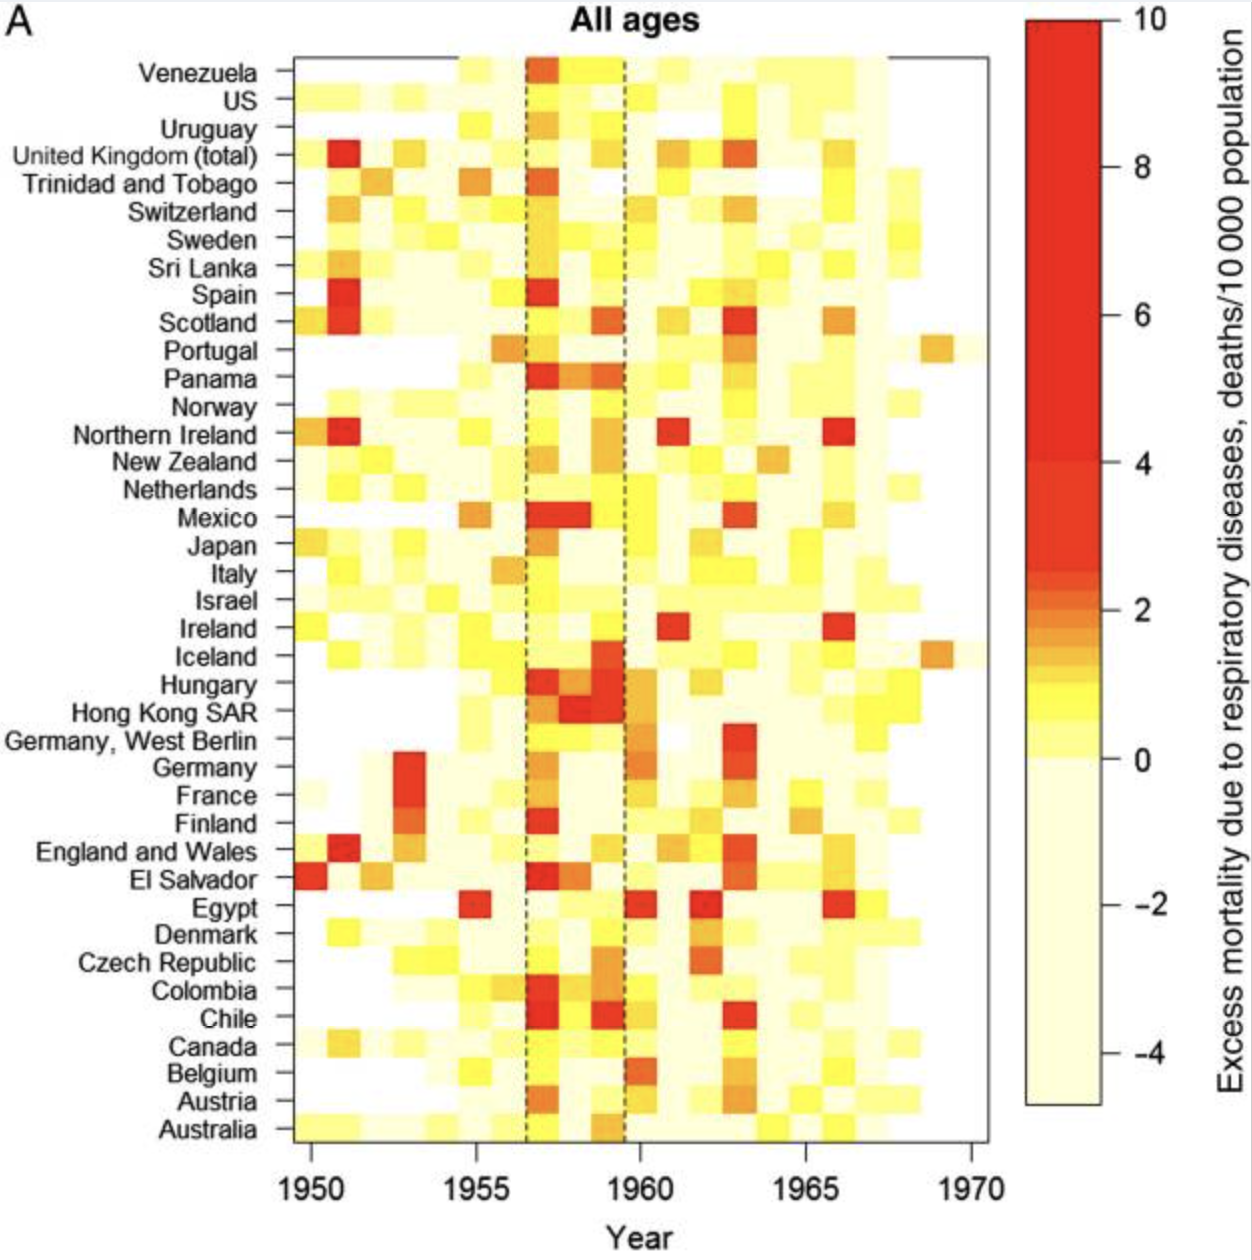 A
All ages
Venezuela
US
Uruguay
United Kingdom (total)
Trinidad and Tobago
Switzerland
Sweden
Sri Lanka
Spain
Scotland
Portugal
Panama
Norway
Northern Ireland
New Zealand
Netherlands
Mexico
Japan
Italy
Israel
Ireland
Iceland
Hungary
Hong Kong SAR
Germany, West Berlin
Germany
France
Finland
England and Wales
El Salvador
Egypt
Denmark
Czech Republic
Colombia
Chile
Canada
Belgium
Austria
Australia
1950 1955 1960 1965 1970
Year
10
8
6
4
2
0
−2
−4
Excess mortality due to respiratory diseases, deaths/10 000 population